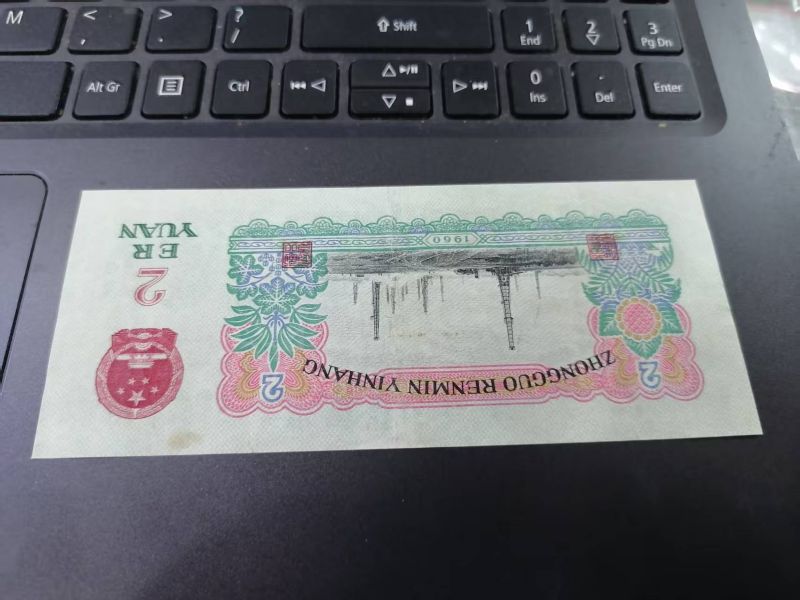 M < , > . ? / Shift 1 End 2 3 Pg Dn
Alt Gr Ctrl 0 Ins . Del Enter
ZHONGGUO RENMIN YINHANG
2 2
1960
2
ER
YUAN